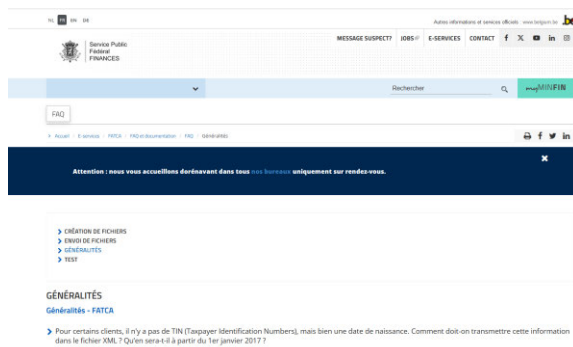 NL FR EN DE
Autres informations et services officiels: www.belgium.be be
MESSAGE SUSPECT? JOBS E-SERVICES CONTACT
Service Public
Fédéral
FINANCES
Rechercher
myMINFIN
FAQ
Accueil / E-services / FATCA / FAQ et documentation / FAQ / Généralités
Attention : nous vous accueillons dorénavant dans tous nos bureaux uniquement sur rendez-vous.
CRÉATION DE FICHIERS
ENVOI DE FICHIERS
GÉNÉRALITÉS
TEST
GÉNÉRALITÉS
Généralités - FATCA
Pour certains clients, il n'y a pas de TIN (Taxpayer Identification Numbers), mais bien une date de naissance. Comment doit-on transmettre cette information
dans le fichier XML ? Qu'en sera-t-il à partir du 1er janvier 2017 ?